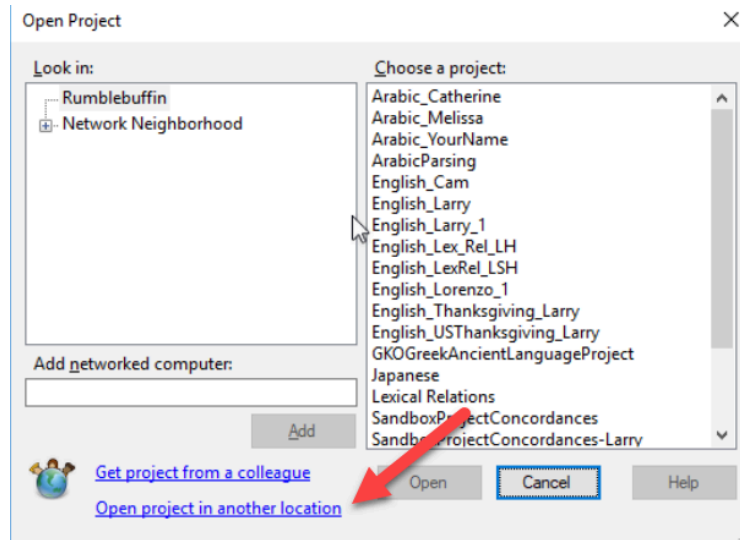 Open Project
Look in:
Rumblebuffin
Network Neighborhood
Add networked computer:
Add
Choose a project:
Arabic_Catherine
Arabic_Melissa
Arabic_YourName
ArabicParsing
English_Cam
English_Larry
English_Larry_1
English_Lex_Rel_LH
English_LexRel_LSH
English_Lorenzo_1
English_Thanksgiving_Larry
English_USThanksgiving_Larry
GKOGreekAncientLanguageProject
Japanese
Lexical Relations
SandboxProjectConcordances
SandboxProjectConcordances-Larry
Get project from a colleague
Open project in another location
Open Cancel Help